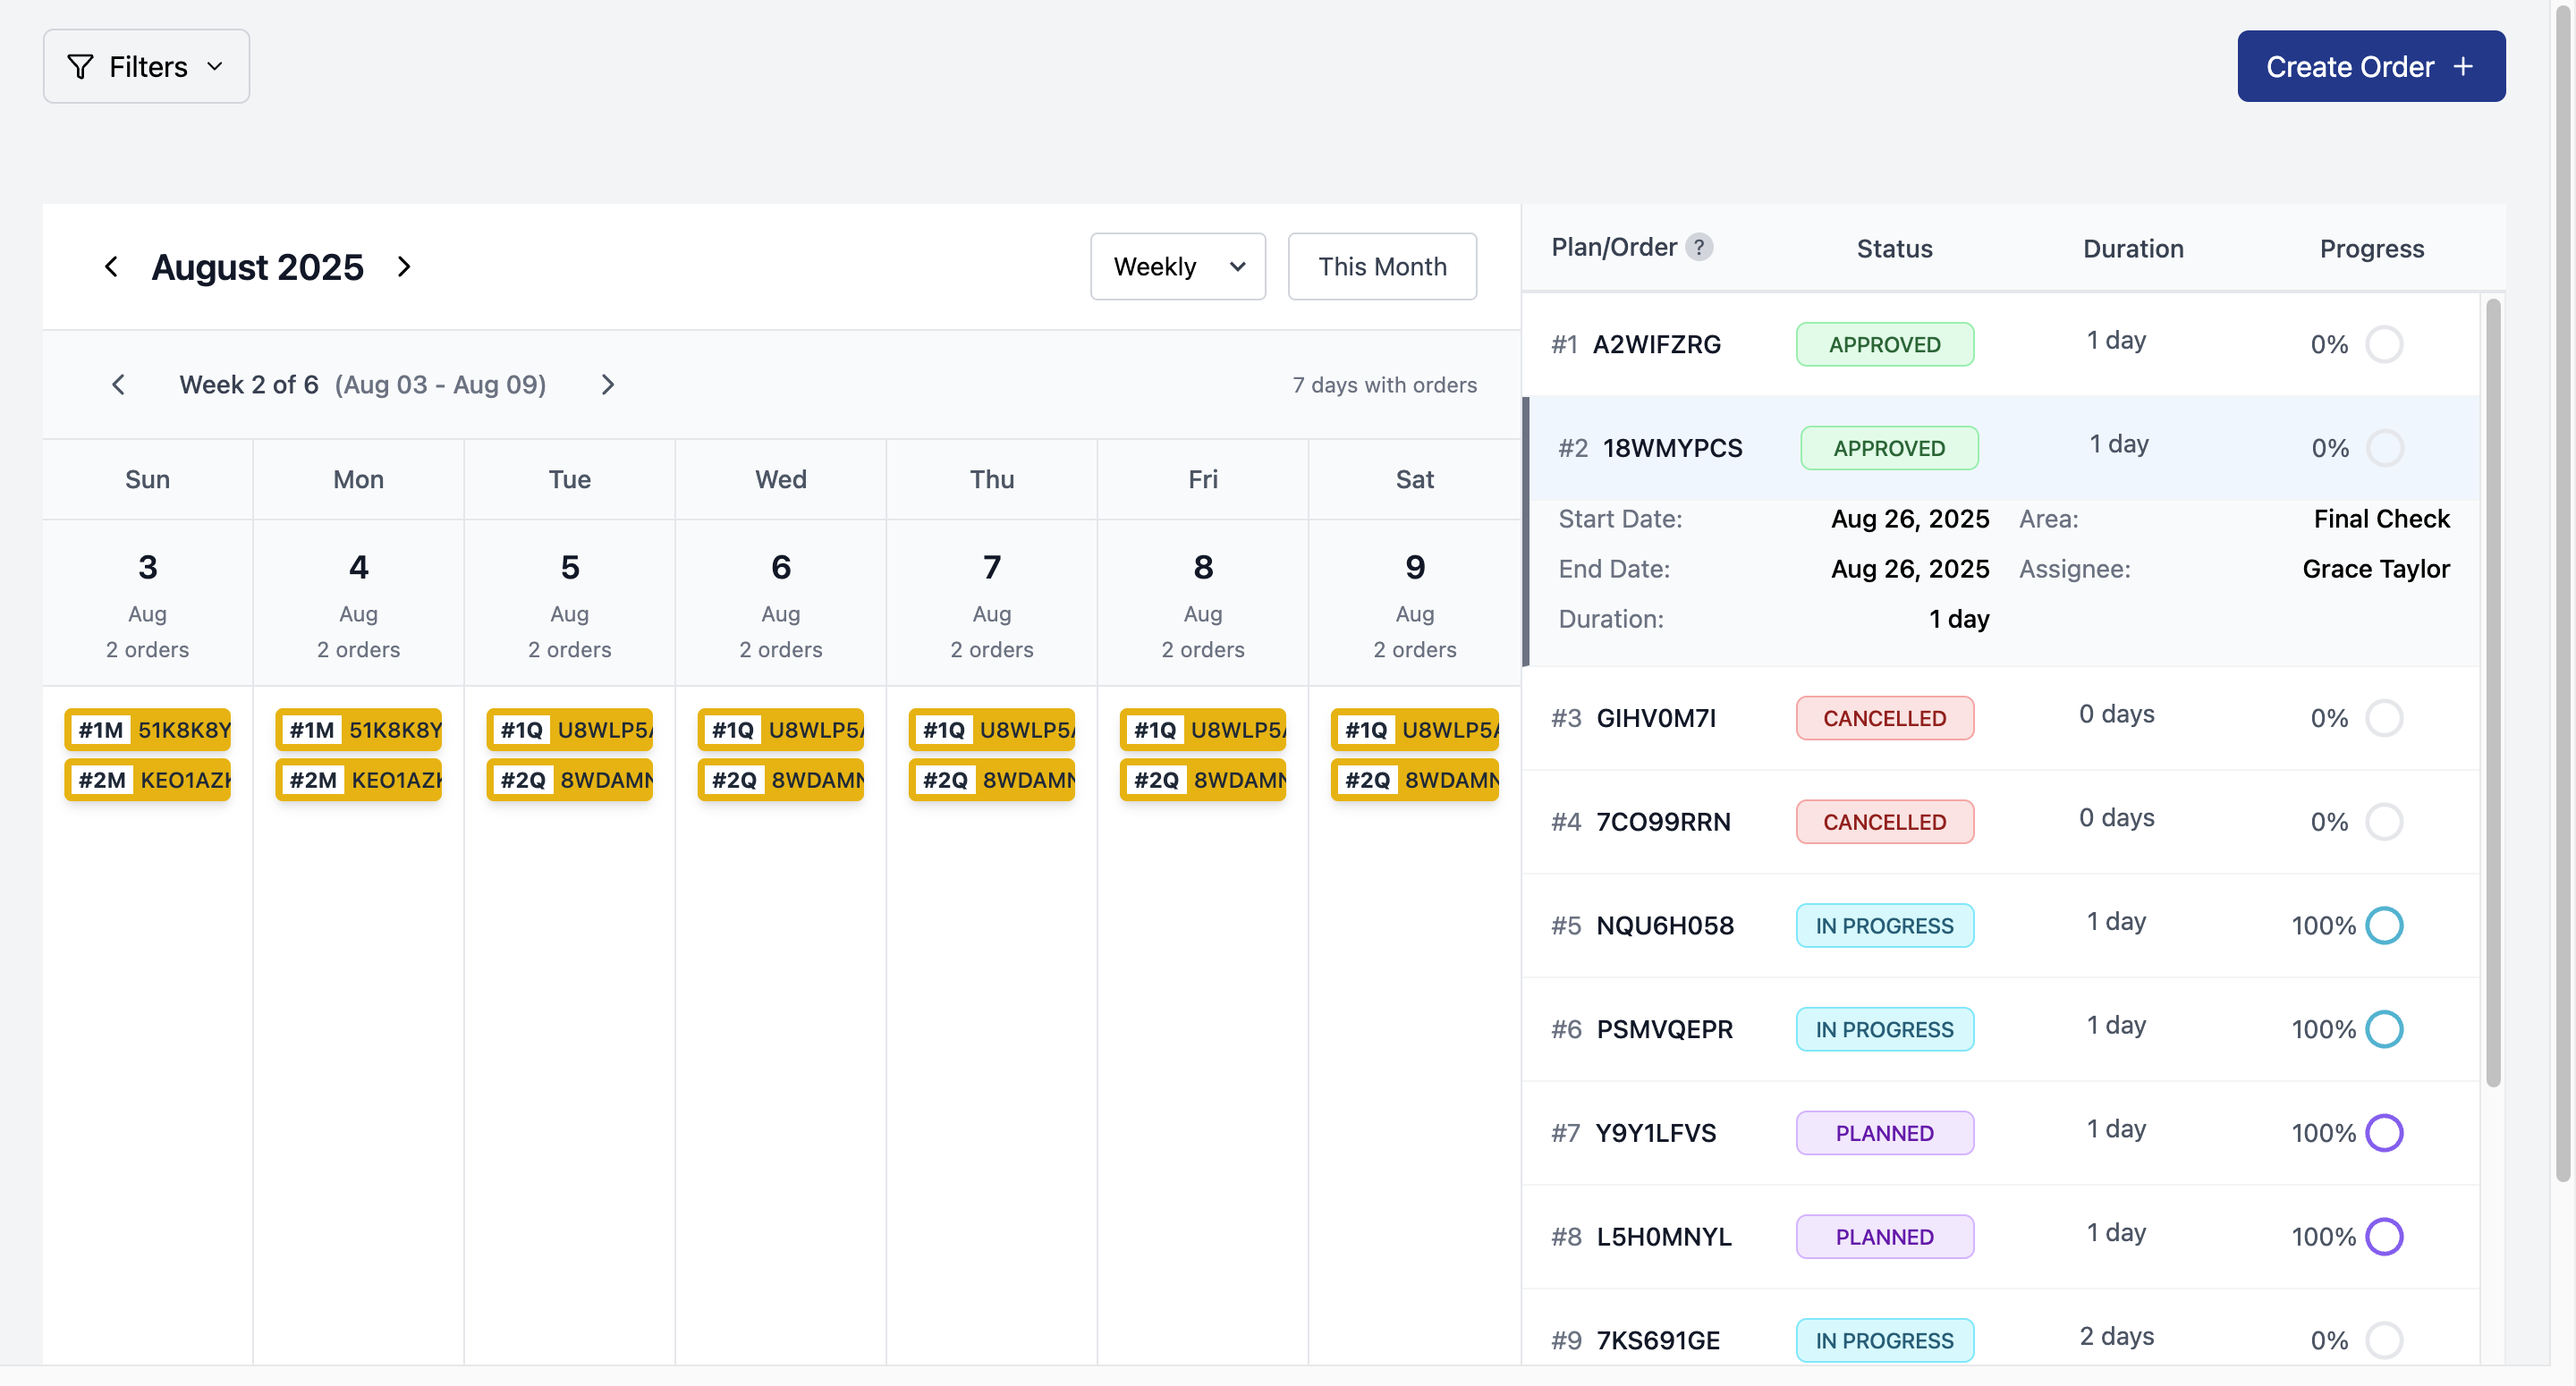 Filters
Create Order +
August 2025
Weekly
This Month
Week 2 of 6 (Aug 03 - Aug 09)
7 days with orders
Sun Mon Tue Wed Thu Fri Sat
3 4 5 6 7 8 9
Aug Aug Aug Aug Aug Aug Aug
2 orders 2 orders 2 orders 2 orders 2 orders 2 orders 2 orders
#1M 51K8K8Y #1M 51K8K8Y #1Q U8WLP5 #1Q U8WLP5 #1Q U8WLP5 #1Q U8WLP5 #1Q U8WLP5
#2M KEO1AZ #2M KEO1AZ #2Q 8WDAM #2Q 8WDAM #2Q 8WDAM #2Q 8WDAM #2Q 8WDAM
Plan/Order ? Status Duration Progress
#1 A2WIFZRG APPROVED 1 day 0%
#2 18WMYPCS APPROVED 1 day 0%
Start Date: Aug 26, 2025 Area: Final Check
End Date: Aug 26, 2025 Assignee: Grace Taylor
Duration: 1 day
#3 GIHV0M7I CANCELLED 0 days 0%
#4 7CO99RRN CANCELLED 0 days 0%
#5 NQU6H058 IN PROGRESS 1 day 100%
#6 PSMVQEPR IN PROGRESS 1 day 100%
#7 Y9Y1LFVS PLANNED 1 day 100%
#8 L5H0MNYL PLANNED 1 day 100%
#9 7KS691GE IN PROGRESS 2 days 0%